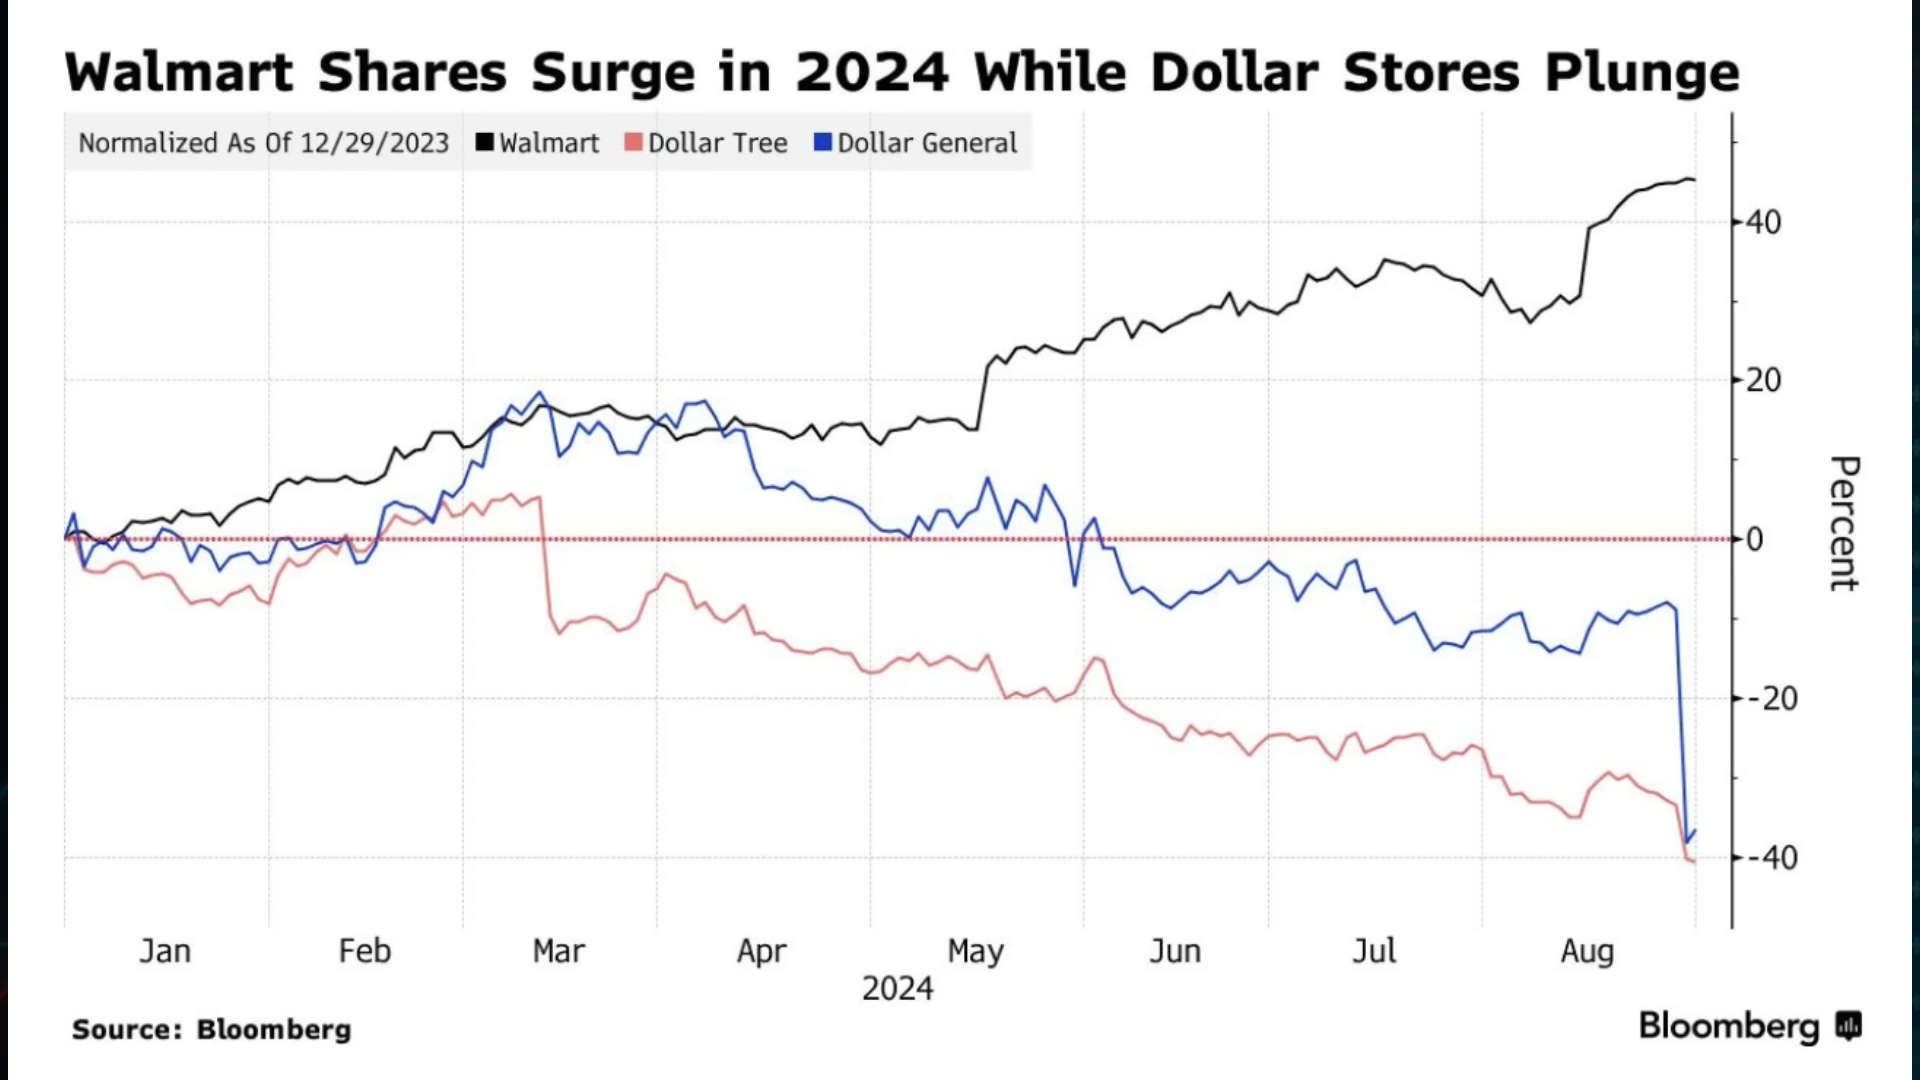 Walmart Shares Surge in 2024 While Dollar Stores Plunge
Normalized As Of 12/29/2023 Walmart Dollar Tree Dollar General
40
20
0
-20
-40
Percent
Jan Feb Mar Apr May Jun Jul Aug
2024
Source: Bloomberg
Bloomberg